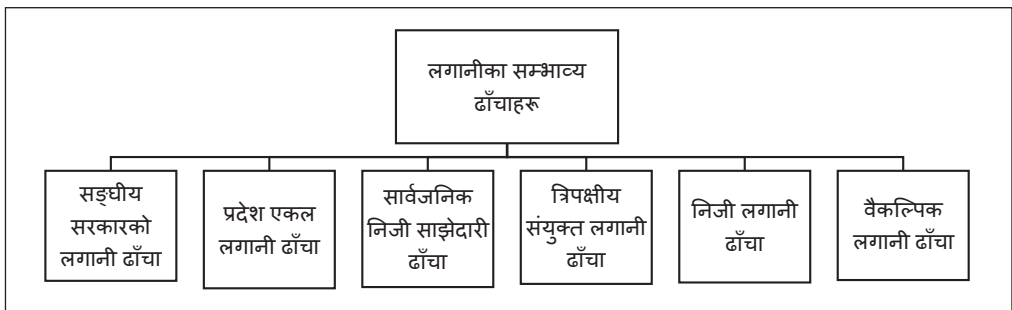 लगानीका सम्भाव्य
ढाँचाहरू
सङ्घीय
सरकारको
लगानी ढाँचा
प्रदेश एकल
लगानी ढाँचा
सार्वजनिक
निजी साझेदारी
ढाँचा
त्रिपक्षीय
संयुक्त लगानी
ढाँचा
निजी लगानी
ढाँचा
वैकल्पिक
लगानी ढाँचा